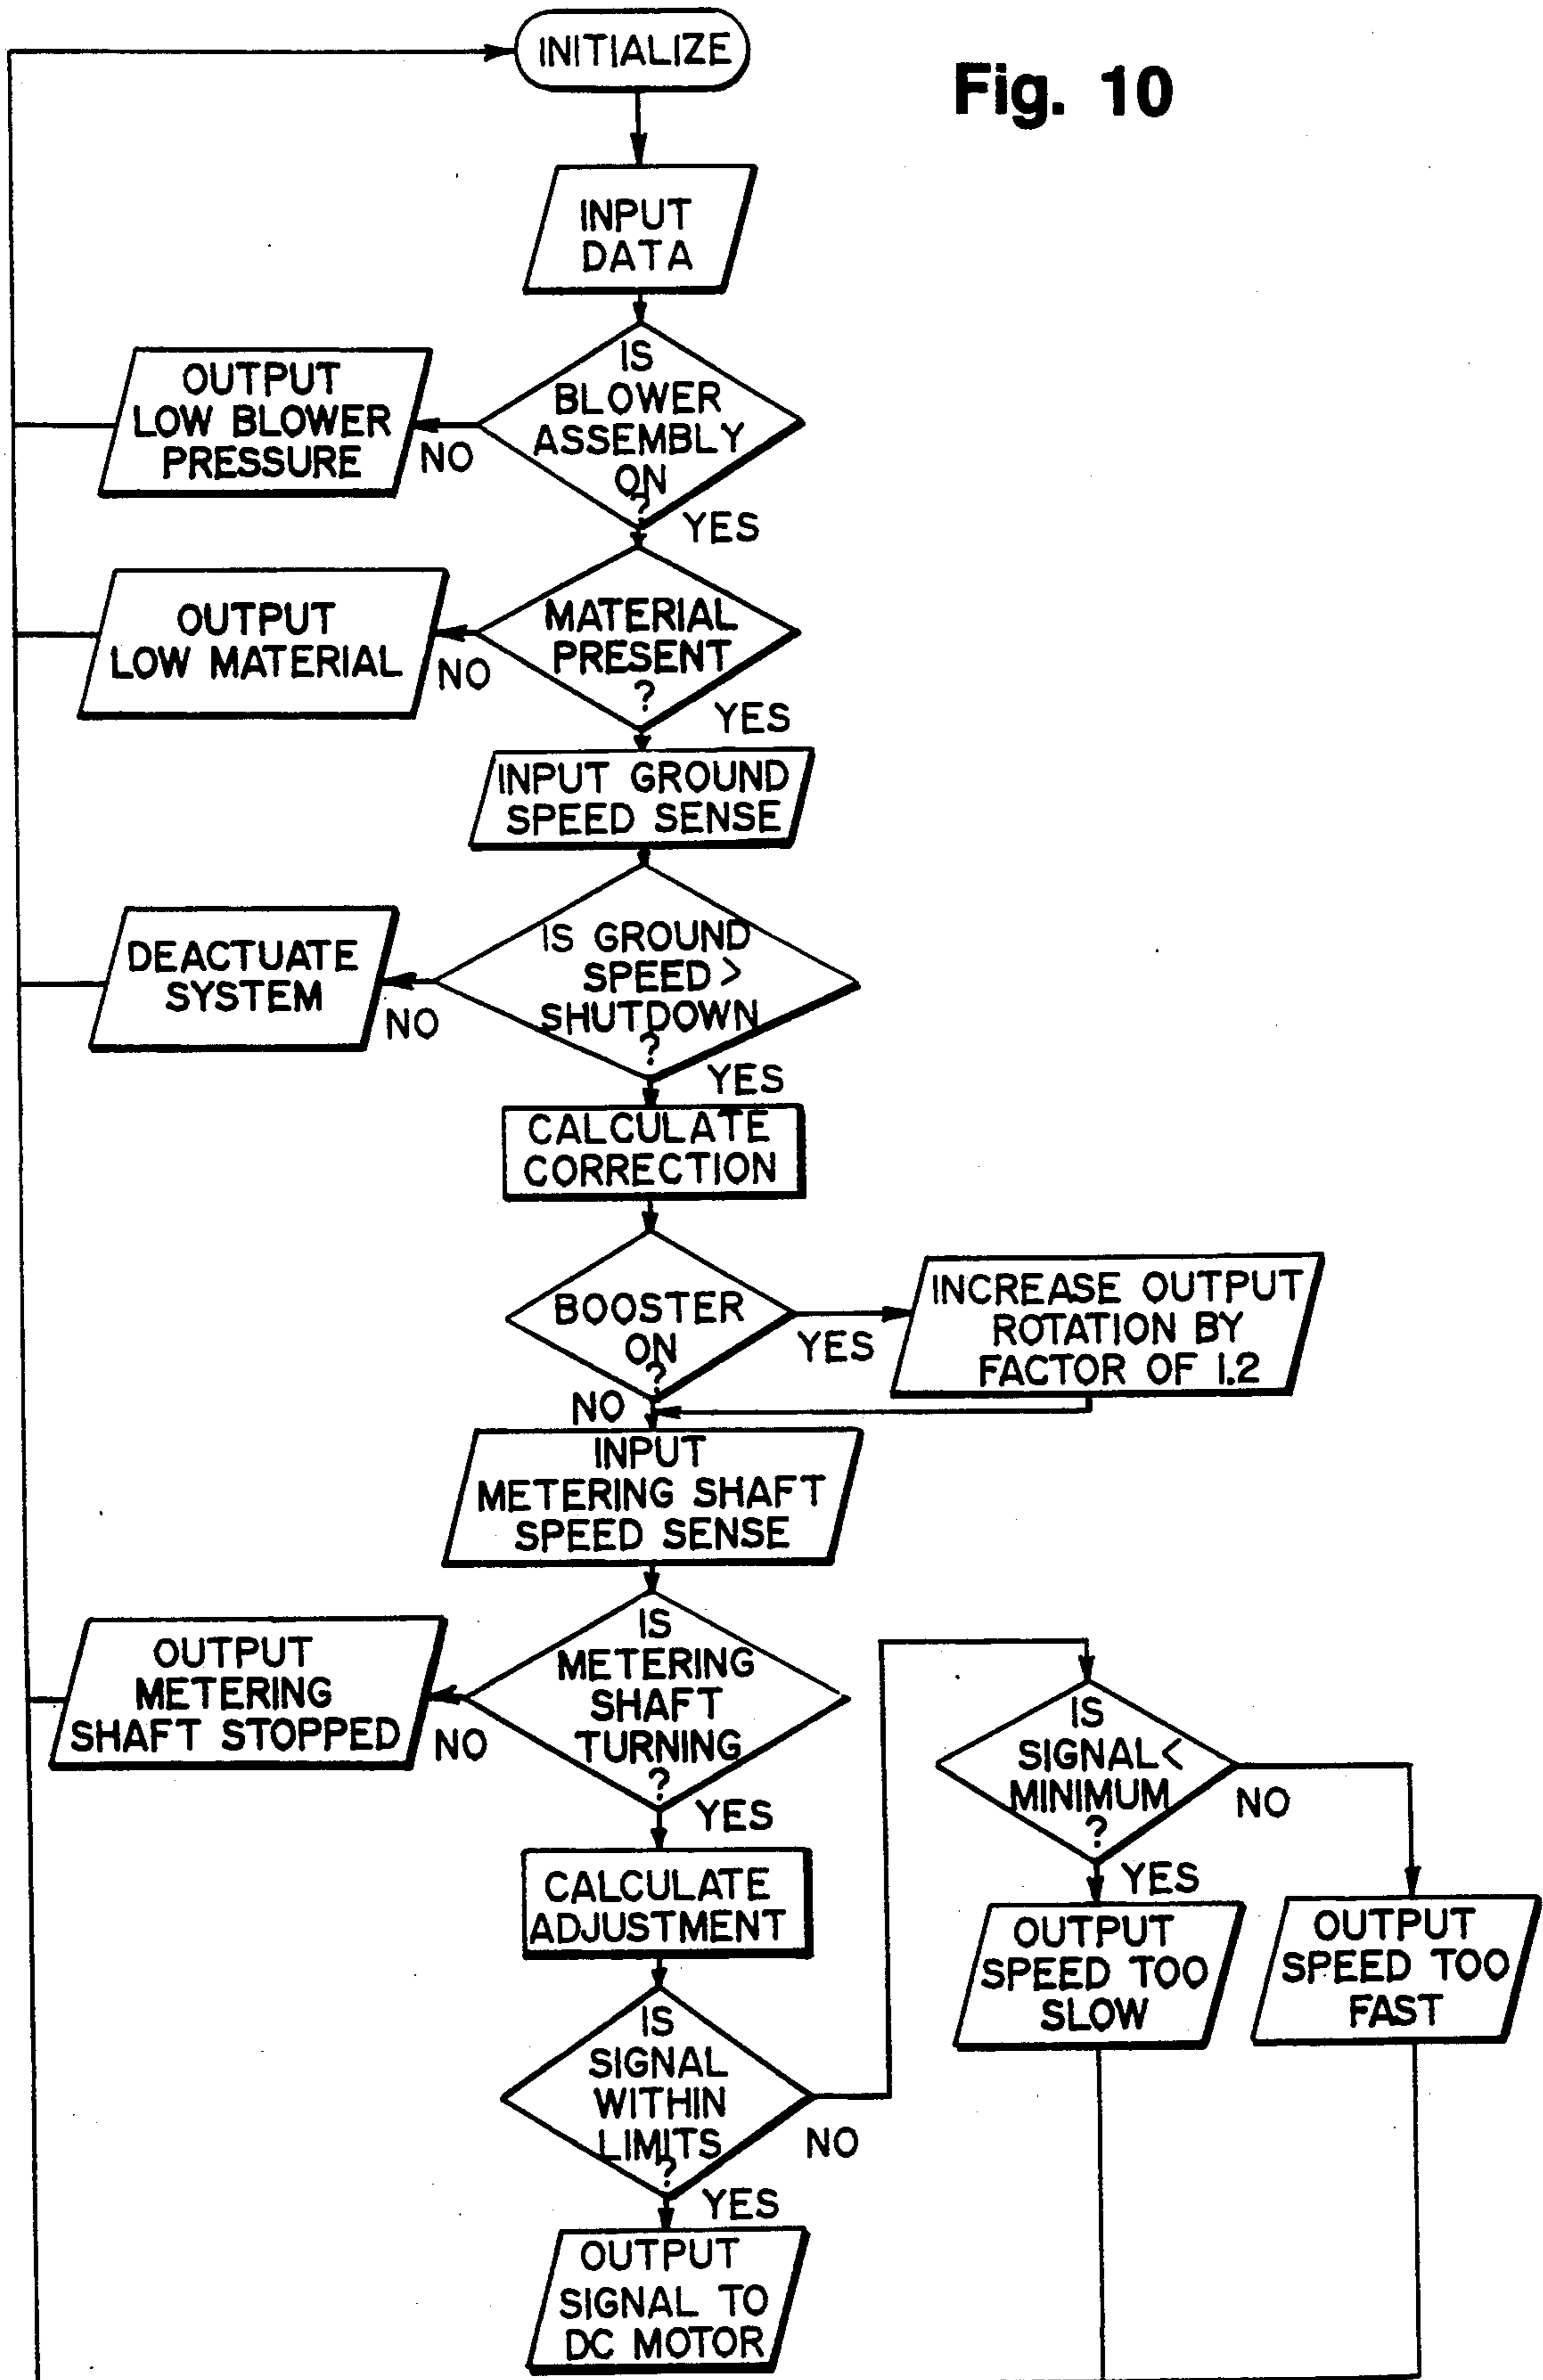 INITIALIZE
Fig. 10
INPUT
DATA
IS
BLOWER
ASSEMBLY
ON
?
NO
YES
OUTPUT
LOW BLOWER
PRESSURE
MATERIAL
PRESENT
?
NO
YES
OUTPUT
LOW MATERIAL
INPUT GROUND
SPEED SENSE
IS GROUND
SPEED >
SHUTDOWN
?
NO
YES
DEACTUATE
SYSTEM
CALCULATE
CORRECTION
BOOSTER
ON
?
YES
NO
INCREASE OUTPUT
ROTATION BY
FACTOR OF 1.2
INPUT
METERING SHAFT
SPEED SENSE
IS
METERING
SHAFT
TURNING
?
NO
YES
OUTPUT
METERING
SHAFT STOPPED
CALCULATE
ADJUSTMENT
IS
SIGNAL
WITHIN
LIMITS
?
NO
YES
OUTPUT
SIGNAL TO
DC MOTOR
IS
SIGNAL <
MINIMUM
?
NO
YES
OUTPUT
SPEED TOO
SLOW
OUTPUT
SPEED TOO
FAST